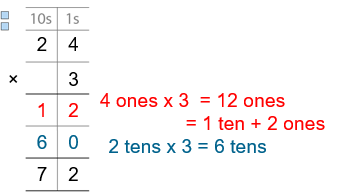 10s 1s
2 4
× 3
1 2 4 ones x 3 = 12 ones
= 1 ten + 2 ones
6 0 2 tens x 3 = 6 tens
7 2